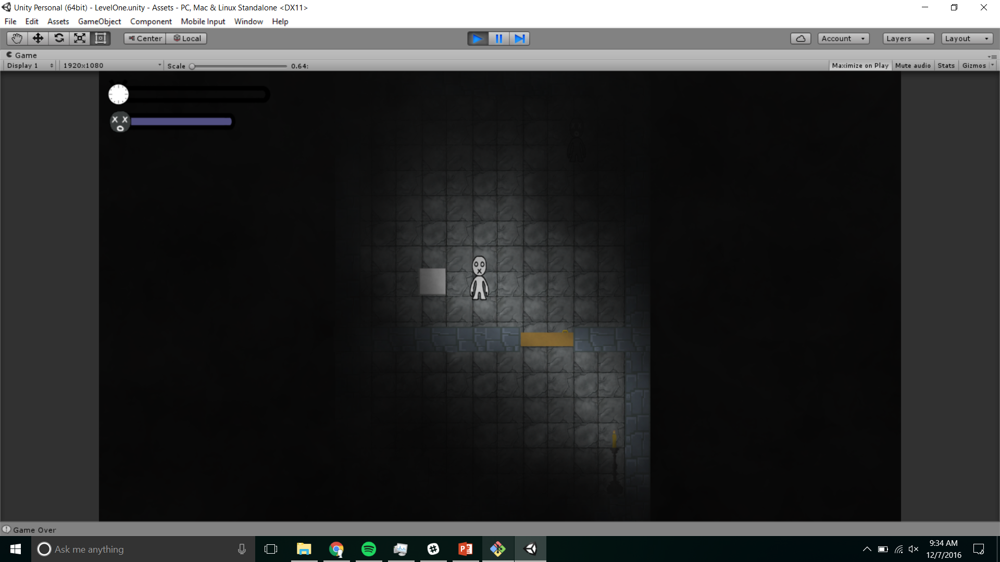 Unity Personal (64bit) - LevelOne.unity - Assets - PC, Mac & Linux Standalone <DX11>
File Edit Assets GameObject Component Mobile Input Window Help
Center Local Account Layers Layout
Game
Display 1 1920x1080 Scale 0.64: Maximize on Play Mute audio Stats Gizmos
Game Over
Ask me anything
9:34 AM
12/7/2016